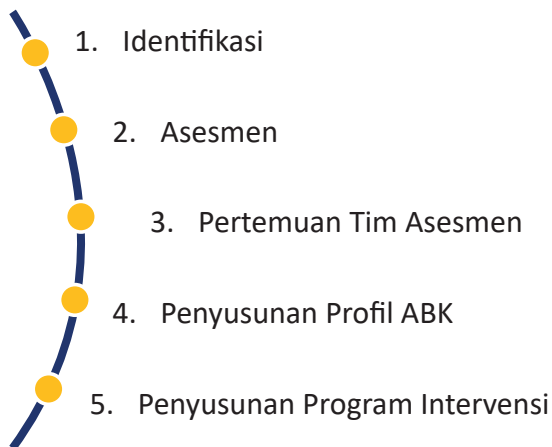 1. Identifikasi
2. Asesmen
3. Pertemuan Tim Asesmen
4. Penyusunan Profil ABK
5. Penyusunan Program Intervensi